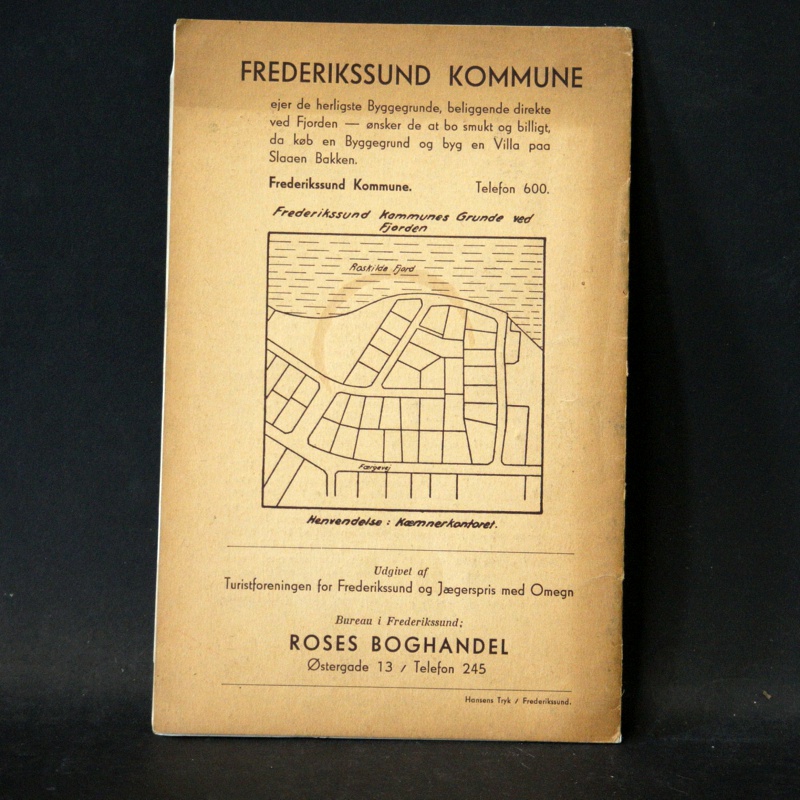 FREDERIKSSUND KOMMUNE
ejer de herligste Byggegrunde, beliggende direkte
ved Fjorden — ønsker de at bo smukt og billigt,
da køb en Byggegrund og byg en Villa paa
Slaaen Bakken.
Frederikssund Kommune. Telefon 600.
Frederikssund Kommunes Grunde ved
Fjorden
Roskilde Fjord
Færgevej
Henvendelse : Kæmnerkontoret.
Udgivet af
Turistforeningen for Frederikssund og Jægerspris med Omegn
Bureau i Frederikssund:
ROSES BOGHANDEL
Østergade 13 / Telefon 245
Hansens Tryk / Frederikssund.